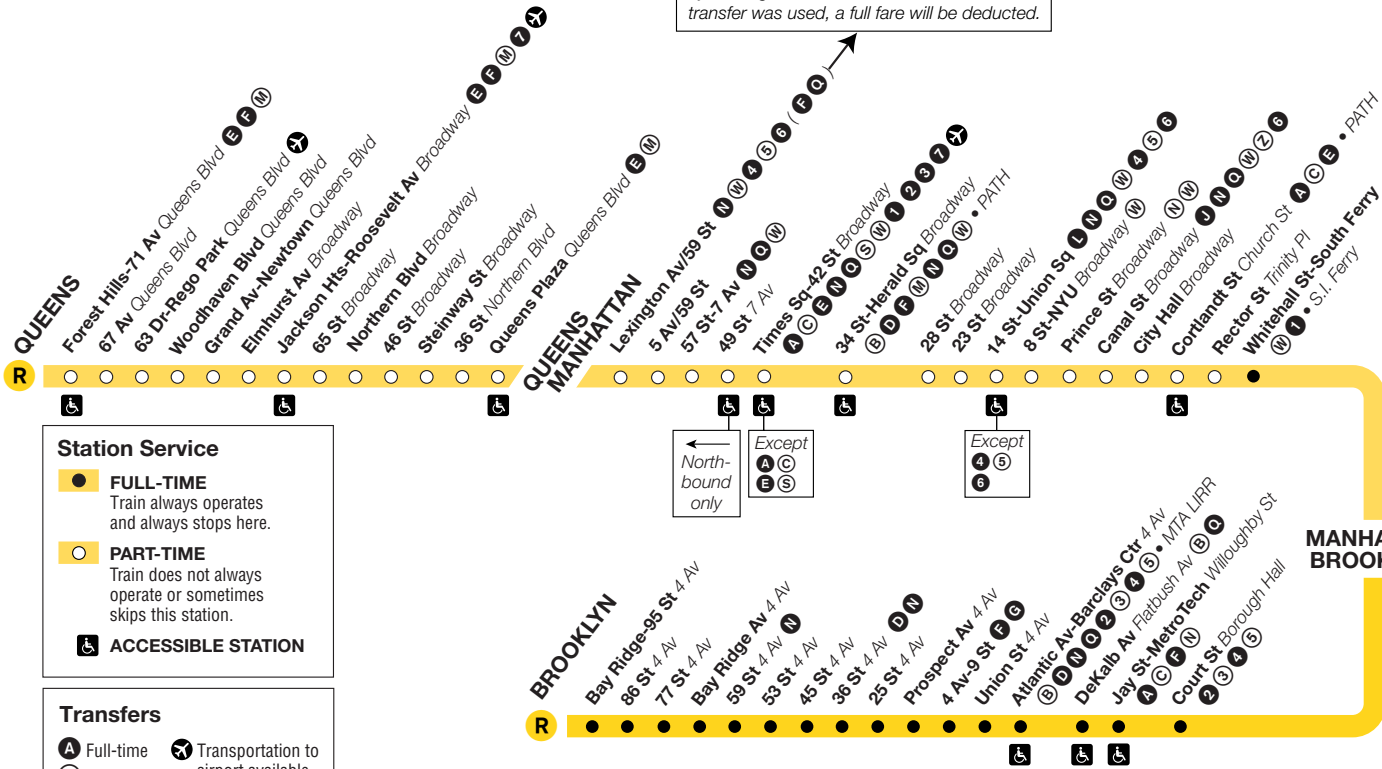 transfer was used, a full fare will be deducted.
QUEENS
Forest Hills-71 Av Queens Blvd E F M
67 Av Queens Blvd
63 Dr-Rego Park Queens Blvd
Woodhaven Blvd Queens Blvd
Grand Av-Newtown Queens Blvd
Elmhurst Av Broadway
Jackson Hts-Roosevelt Av Broadway E F M 7
65 St Broadway
Northern Blvd Broadway
46 St Broadway
Steinway St Broadway
36 St Northern Blvd
Queens Plaza Queens Blvd E M
QUEENS
MANHATTAN
Lexington Av/59 St N W 4 5 6 ( F Q )
5 Av/59 St
57 St-7 Av N Q W
49 St 7 Av
Times Sq-42 St Broadway
A C E N Q S W 1 2 3 7
34 St-Herald Sq Broadway
B D F M N Q W • PATH
28 St Broadway
23 St Broadway
14 St-Union Sq L N Q W 4 5 6
8 St-NYU Broadway W
Prince St Broadway N W
Canal St Broadway J N Q W Z 6
City Hall Broadway
Cortlandt St Church St A C E • PATH
Rector St Trinity Pl
Whitehall St-South Ferry
W 1 • S.I. Ferry
R
North-
bound
only
Except
A C
E S
Except
4 5
6
Station Service
FULL-TIME
Train always operates
and always stops here.
PART-TIME
Train does not always
operate or sometimes
skips this station.
ACCESSIBLE STATION
Transfers
A Full-time
Transportation to
airport available
BROOKLYN
Bay Ridge-95 St 4 Av
86 St 4 Av
77 St 4 Av
Bay Ridge Av 4 Av
59 St 4 Av N
53 St 4 Av
45 St 4 Av
36 St 4 Av D N
25 St 4 Av
Prospect Av 4 Av
4 Av-9 St F G
Union St 4 Av
Atlantic Av-Barclays Ctr 4 Av
B D N Q 2 3 4 5 • MTA LIRR
DeKalb Av Flatbush Av B Q
Jay St-MetroTech Willoughby St
A C F N
Court St Borough Hall
2 3 4 5
R
MANHA
BROOK